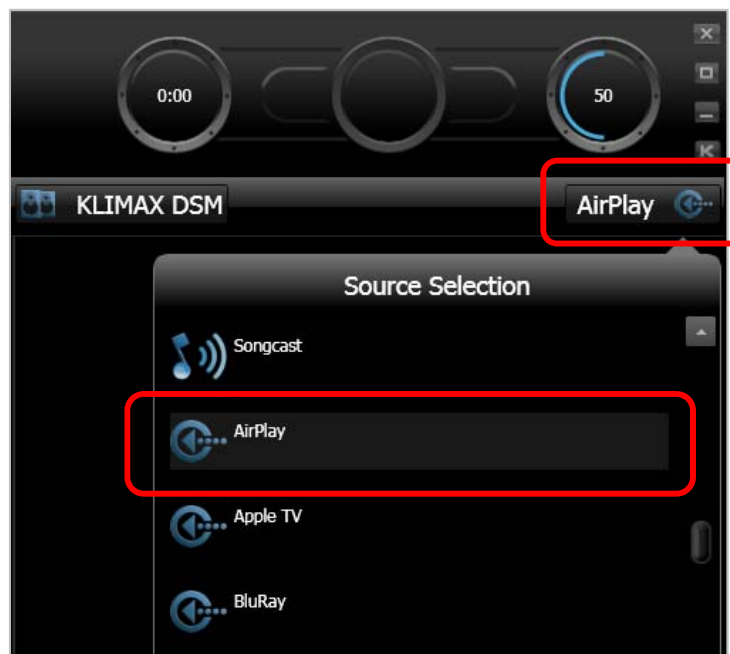 0:00
50
KLIMAX DSM
AirPlay
Source Selection
Songcast
AirPlay
Apple TV
BluRay